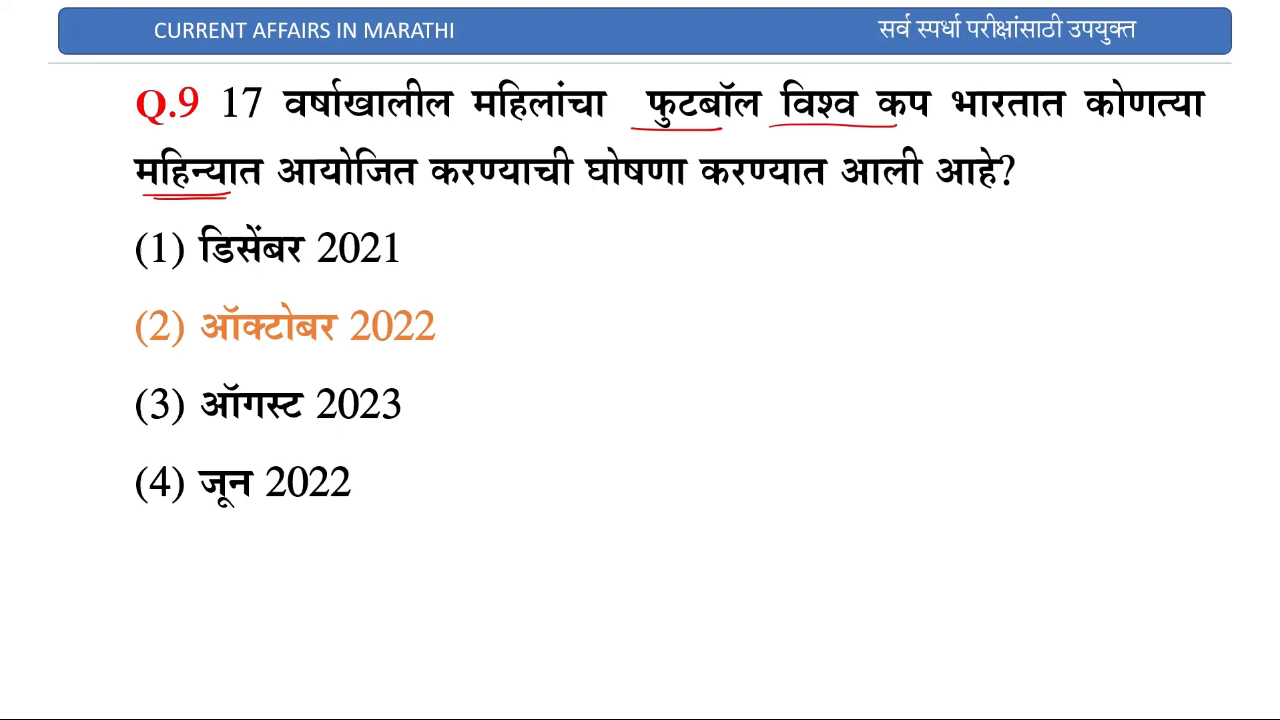 CURRENT AFFAIRS IN MARATHI
सर्व स्पर्धा परीक्षांसाठी उपयुक्त
Q.9 17 वर्षाखालील महिलांचा फुटबॉल विश्व कप भारतात कोणत्या
महिन्यात आयोजित करण्याची घोषणा करण्यात आली आहे?
(1) डिसेंबर 2021
(2) ऑक्टोबर 2022
(3) ऑगस्ट 2023
(4) जून 2022